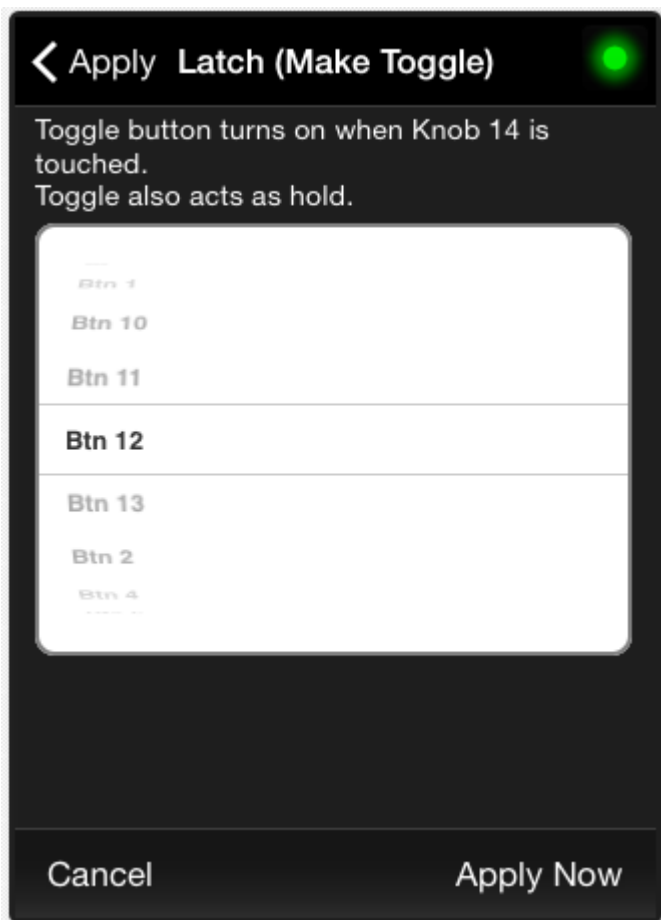 Apply Latch (Make Toggle)
Toggle button turns on when Knob 14 is
touched.
Toggle also acts as hold.
Btn 1
Btn 10
Btn 11
Btn 12
Btn 13
Btn 2
Btn 4
Cancel Apply Now